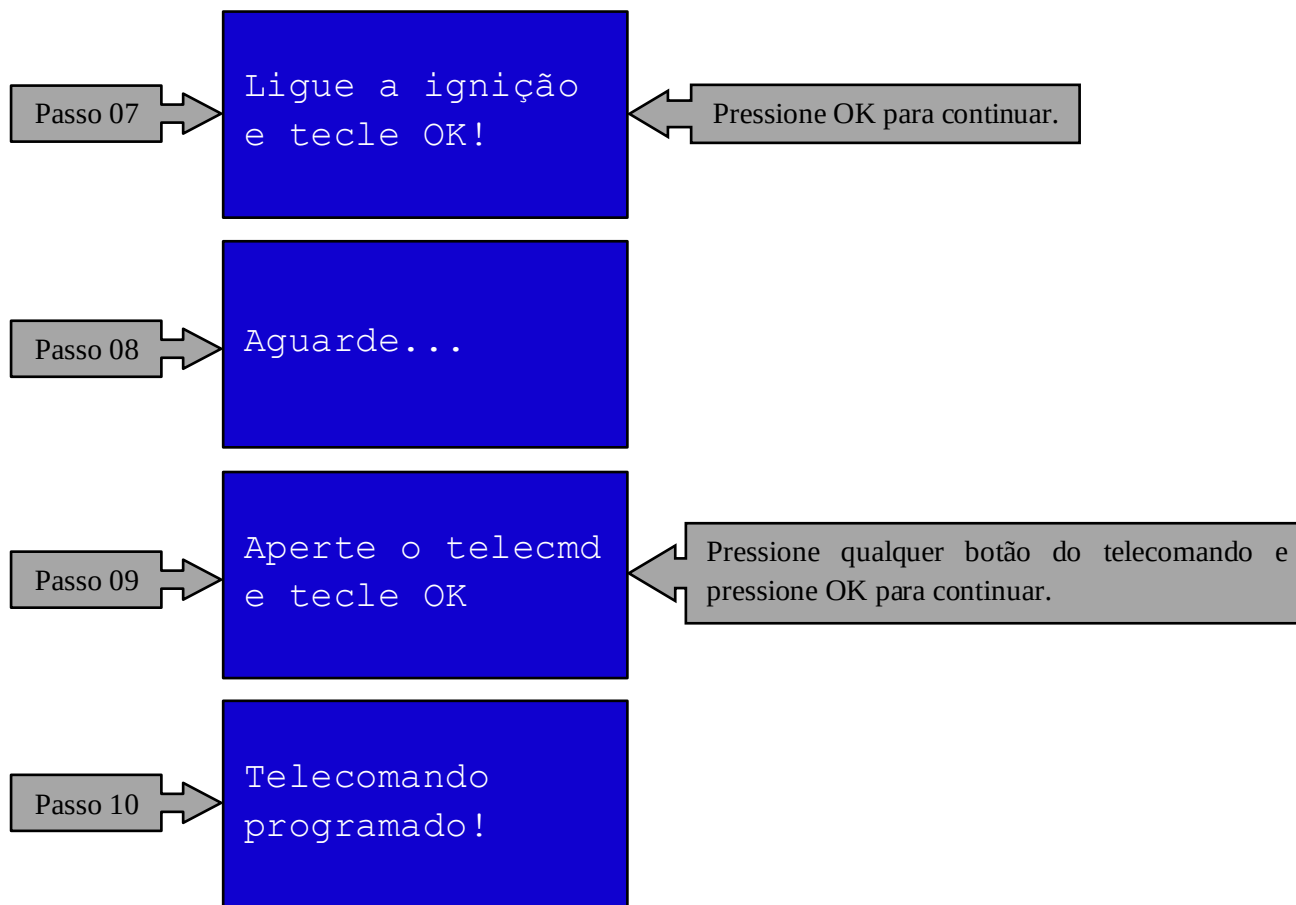 Passo 07
Ligue a ignição
e tecle OK!
Pressione OK para continuar.
Passo 08
Aguarde...
Passo 09
Aperte o telecmd
e tecle OK
Pressione qualquer botão do telecomando e
pressione OK para continuar.
Passo 10
Telecomando
programado!